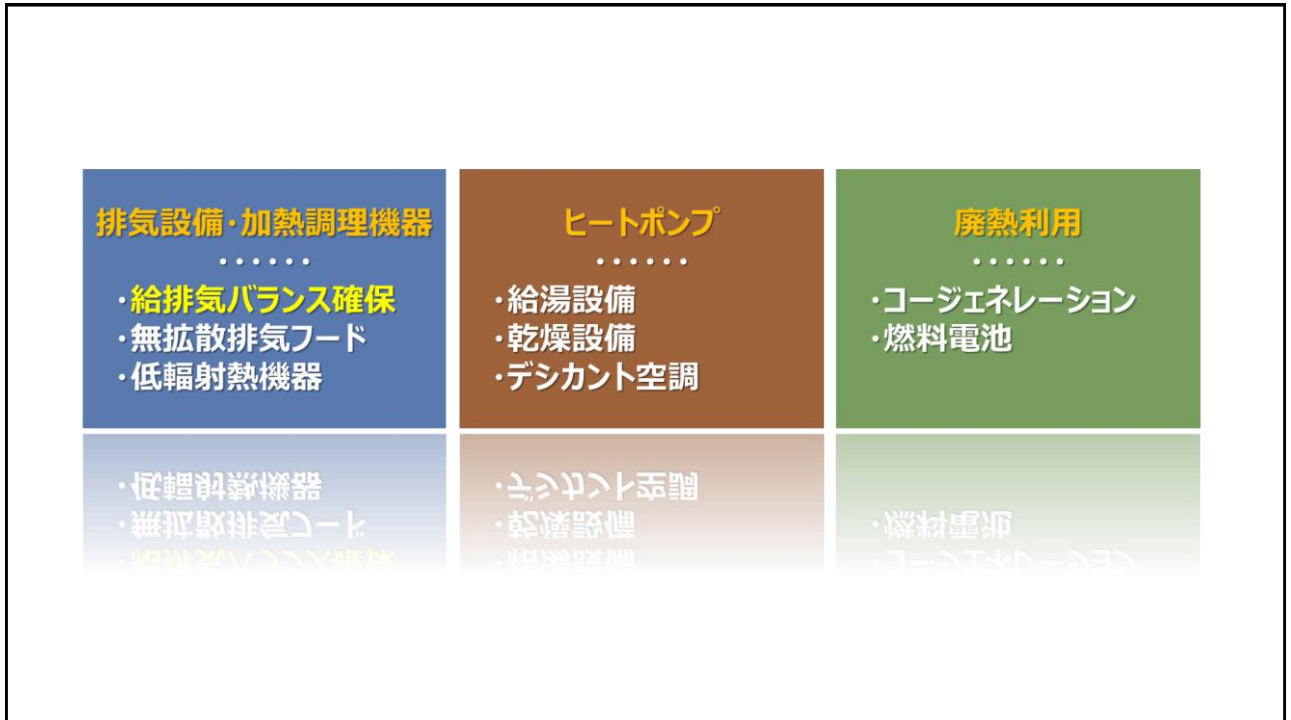 排気設備・加熱調理機器
・・・・・・
・給排気バランス確保
・無拡散排気フード
・低輻射熱機器
ヒートポンプ
・・・・・・
・給湯設備
・乾燥設備
・デシカント空調
廃熱利用
・・・・・・
・コージェネレーション
・燃料電池